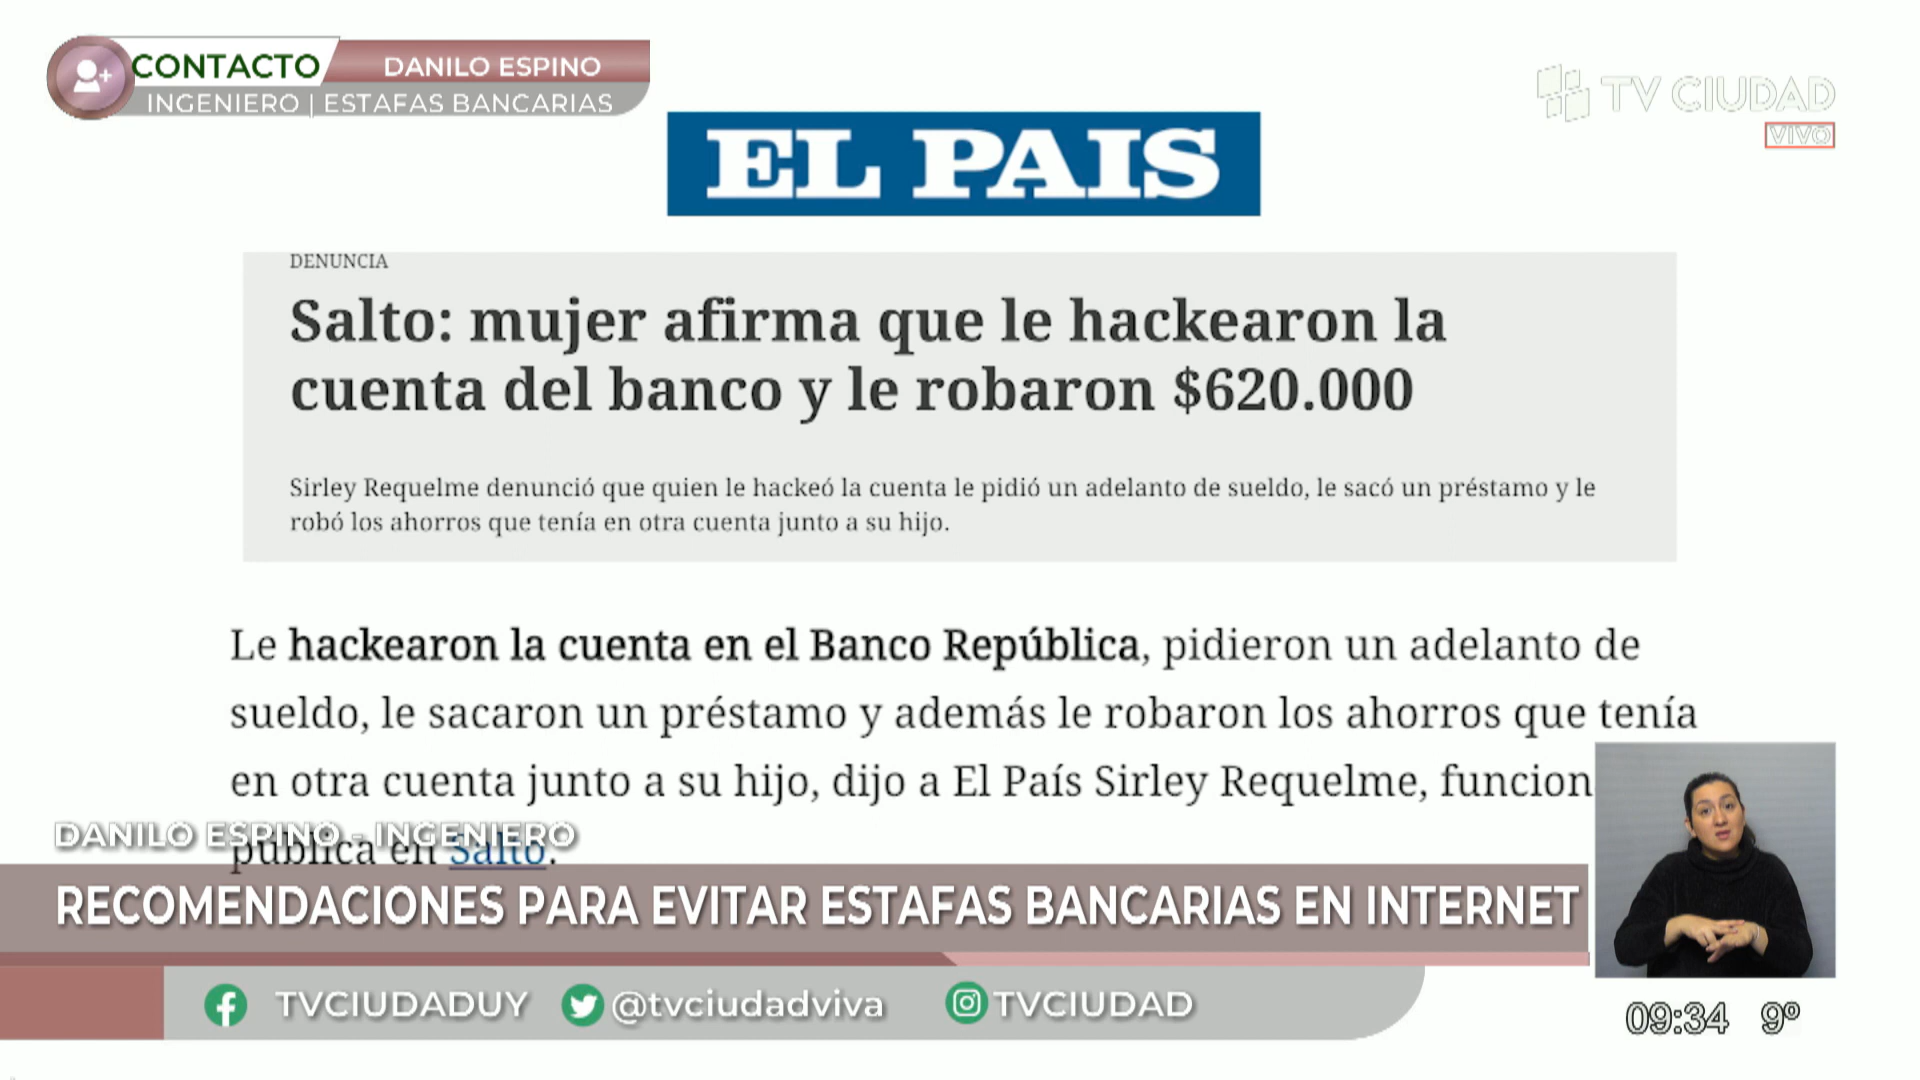 CONTACTO
DANILO ESPINO
INGENIERO | ESTAFAS BANCARIAS
TV CIUDAD
VIVO
EL PAIS
DENUNCIA
Salto: mujer afirma que le hackearon la
cuenta del banco y le robaron $620.000
Sirley Requelme denunció que quien le hackeó la cuenta le pidió un adelanto de sueldo, le sacó un préstamo y le
robó los ahorros que tenía en otra cuenta junto a su hijo.
Le hackearon la cuenta en el Banco República, pidieron un adelanto de
sueldo, le sacaron un préstamo y además le robaron los ahorros que tenía
en otra cuenta junto a su hijo, dijo a El País Sirley Requelme, funcion
pública en Salto.
DANILO ESPINO - INGENIERO
RECOMENDACIONES PARA EVITAR ESTAFAS BANCARIAS EN INTERNET
TVCIUDADUY
@tvciudadviva
TVCIUDAD
09:34 9º